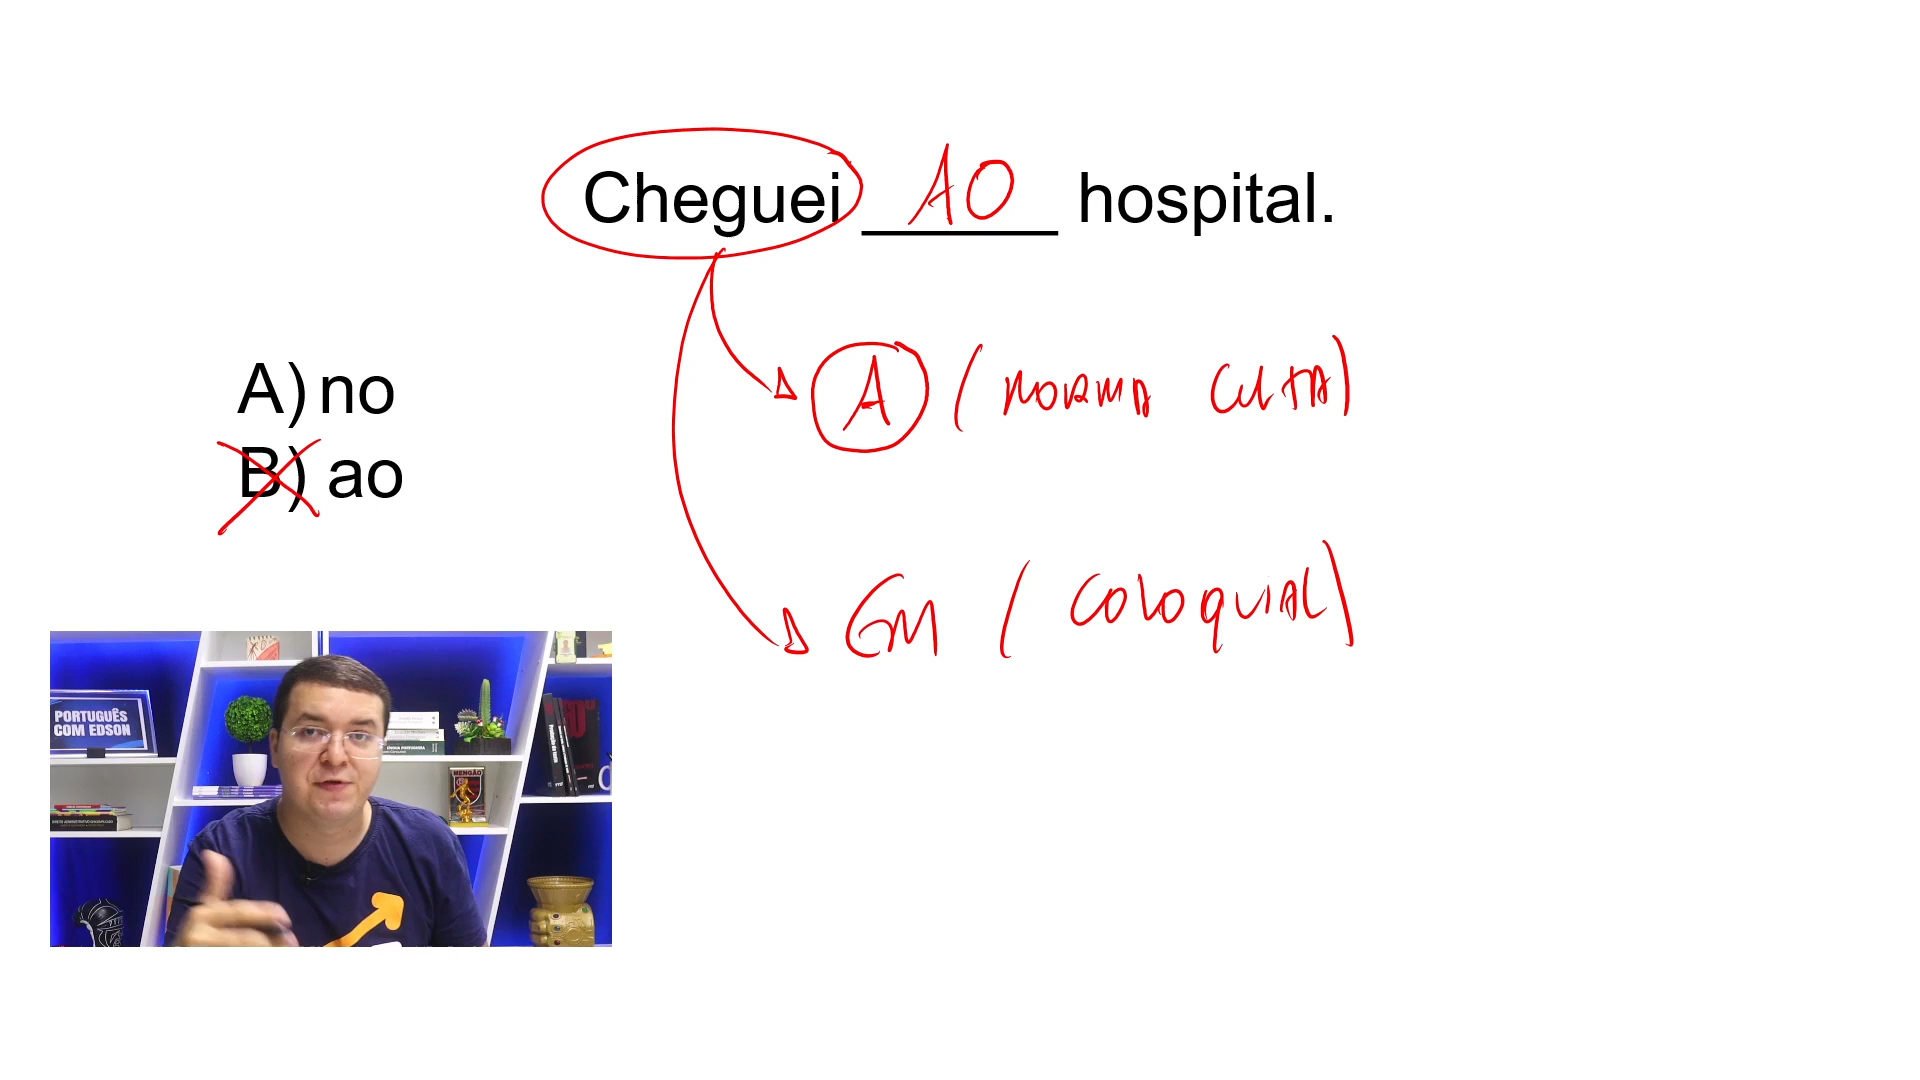 Cheguei AO hospital.
A (NORMA CULTA)
A) no
B) ao
EM (COLOQUIAL)
PORTUGUÊS
COM EDSON
MENGÃO